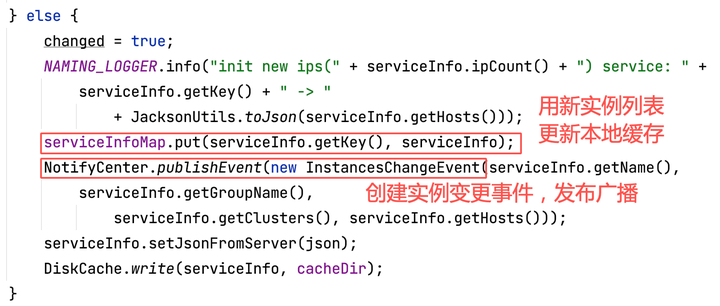 } else {
changed = true;
NAMING_LOGGER.info("init new ips(" + serviceInfo.ipCount() + ") service: " +
serviceInfo.getKey() + " -> "
+ JacksonUtils.toJson(serviceInfo.getHosts()));
用新实例列表
更新本地缓存
serviceInfoMap.put(serviceInfo.getKey(), serviceInfo);
NotifyCenter.publishEvent(new InstancesChangeEvent(serviceInfo.getName(),
serviceInfo.getGroupName(),
创建实例变更事件，发布广播
serviceInfo.getClusters(), serviceInfo.getHosts()));
serviceInfo.setJsonFromServer(json);
DiskCache.write(serviceInfo, cacheDir);
}